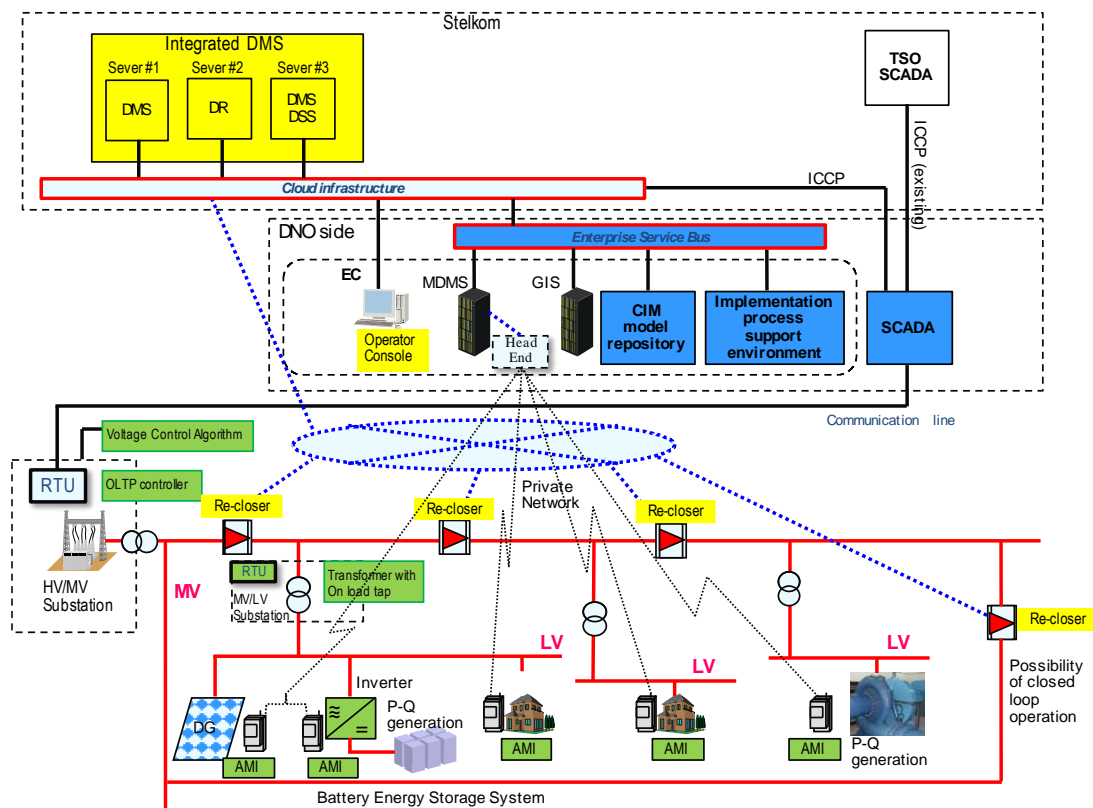 Stelkom
Integrated DMS
Sever #1
Sever #2
Sever #3
DMS
DR
DMS
DSS
TSO
SCADA
Cloud infrastructure
ICCP
ICCP (existing)
DNO side
Enterprise Service Bus
EC
MDMS
GIS
Operator
Console
Head
End
CIM
model
repository
Implementation
process
support
environment
SCADA
Communication line
Voltage Control Algorithm
RTU
OLTP controller
Private
Network
Re-closer
Re-closer
Re-closer
HV/MV
Substation
MV
RTU
MV/LV
Substation
Transformer with
On load tap
Re-closer
LV
LV
LV
Possibility
of closed
loop
operation
Inverter
P-Q
generation
DG
AMI
AMI
AMI
AMI
AMI
P-Q
generation
Battery Energy Storage System